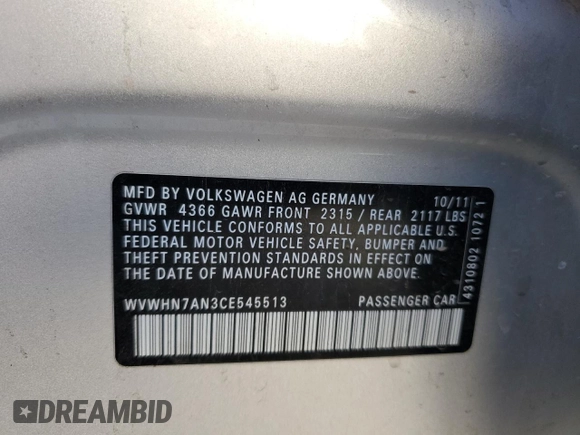 MFD BY VOLKSWAGEN AG GERMANY 10/11
GVWR 4366 GAWR FRONT 2315 / REAR 2117 LBS
THIS VEHICLE CONFORMS TO ALL APPLICABLE U.S.
FEDERAL MOTOR VEHICLE SAFETY, BUMPER AND
THEFT PREVENTION STANDARDS IN EFFECT ON
THE DATE OF MANUFACTURE SHOWN ABOVE.
WVWHN7AN3CE545513 PASSENGER CAR
4310802 1072 1
DREAMBID